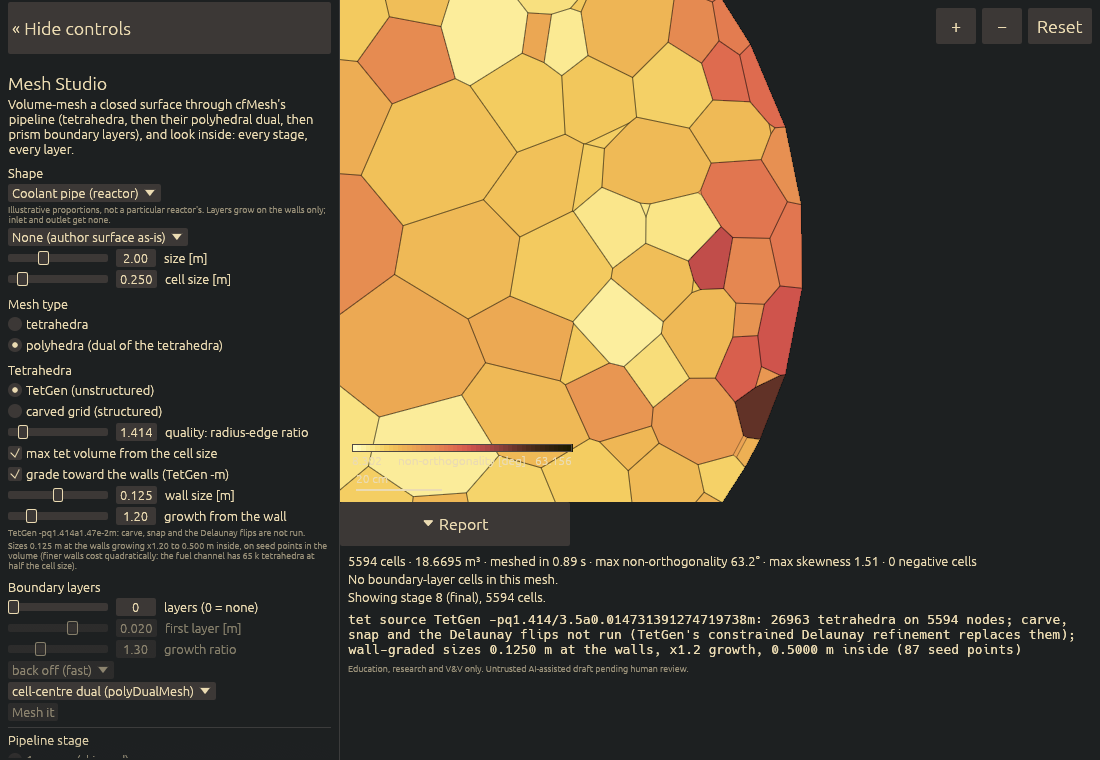 « Hide controls
+
−
Reset
Mesh Studio
Volume-mesh a closed surface through cfMesh's
pipeline (tetrahedra, then their polyhedral dual, then
prism boundary layers), and look inside: every stage,
every layer.
Shape
Coolant pipe (reactor)
Illustrative proportions, not a particular reactor's. Layers grow on the walls only;
inlet and outlet get none.
None (author surface as-is)
2.00 size [m]
0.250 cell size [m]
Mesh type
tetrahedra
polyhedra (dual of the tetrahedra)
Tetrahedra
TetGen (unstructured)
carved grid (structured)
1.414 quality: radius-edge ratio
max tet volume from the cell size
grade toward the walls (TetGen -m)
0.125 wall size [m]
1.20 growth from the wall
TetGen -pq1.414a1.47e-2m: carve, snap and the Delaunay flips are not run.
Sizes 0.125 m at the walls growing x1.20 to 0.500 m inside, on seed points in the
volume (finer walls cost quadratically: the fuel channel has 65 k tetrahedra at
half the cell size).
Boundary layers
0 layers (0 = none)
0.020 first layer [m]
1.30 growth ratio
back off (fast)
cell-centre dual (polyDualMesh)
Mesh it
Pipeline stage
non-orthogonality [deg]
20 cm
Report
5594 cells · 18.6695 m³ · meshed in 0.89 s · max non-orthogonality 63.2° · max skewness 1.51 · 0 negative cells
No boundary-layer cells in this mesh.
Showing stage 8 (final), 5594 cells.
tet source TetGen -pq1.414/3.5a0.014731391274719738m: 26963 tetrahedra on 5594 nodes; carve,
snap and the Delaunay flips not run (TetGen's constrained Delaunay refinement replaces them);
wall-graded sizes 0.1250 m at the walls, x1.2 growth, 0.5000 m inside (87 seed points)
Education, research and V&V only. Untrusted AI-assisted draft pending human review.